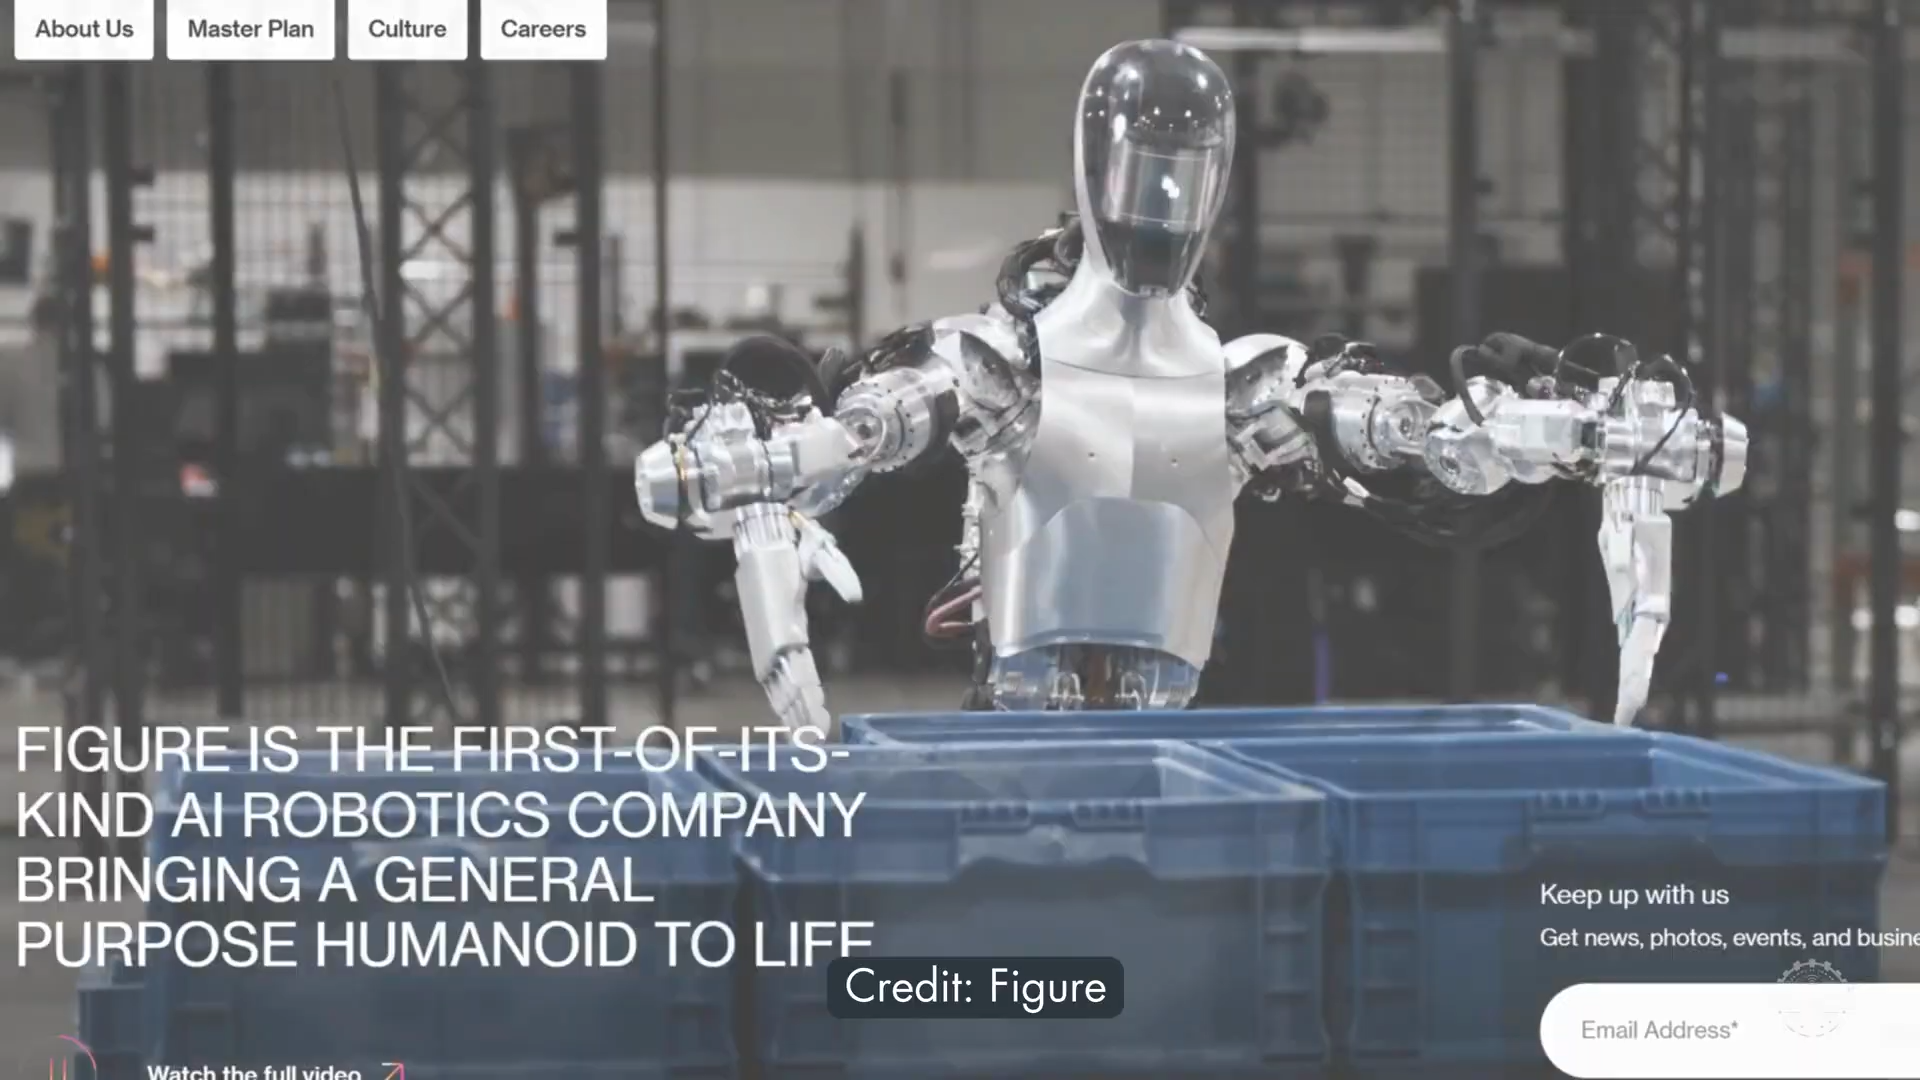 About Us
Master Plan
Culture
Careers
FIGURE IS THE FIRST-OF-ITS-
KIND AI ROBOTICS COMPANY
BRINGING A GENERAL
PURPOSE HUMANOID TO LIFE
Credit: Figure
Keep up with us
Get news, photos, events, and busine
Email Address*
Watch the full video